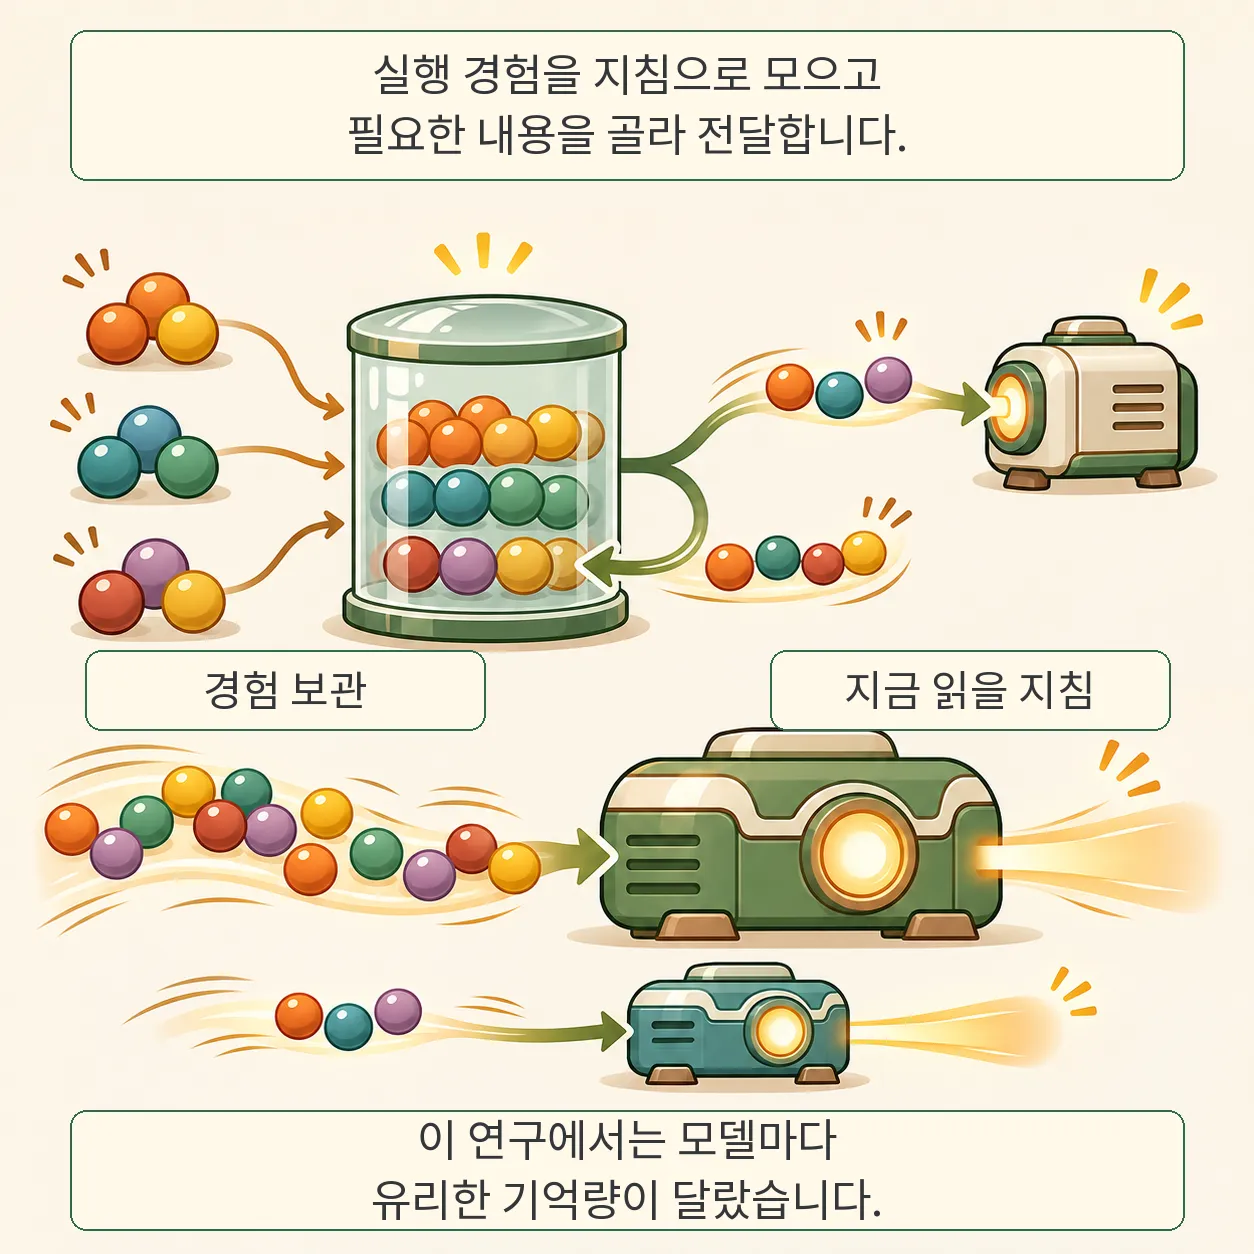 실행 경험을 지침으로 모으고
필요한 내용을 골라 전달합니다.
경험 보관
지금 읽을 지침
이 연구에서는 모델마다
유리한 기억량이 달랐습니다.